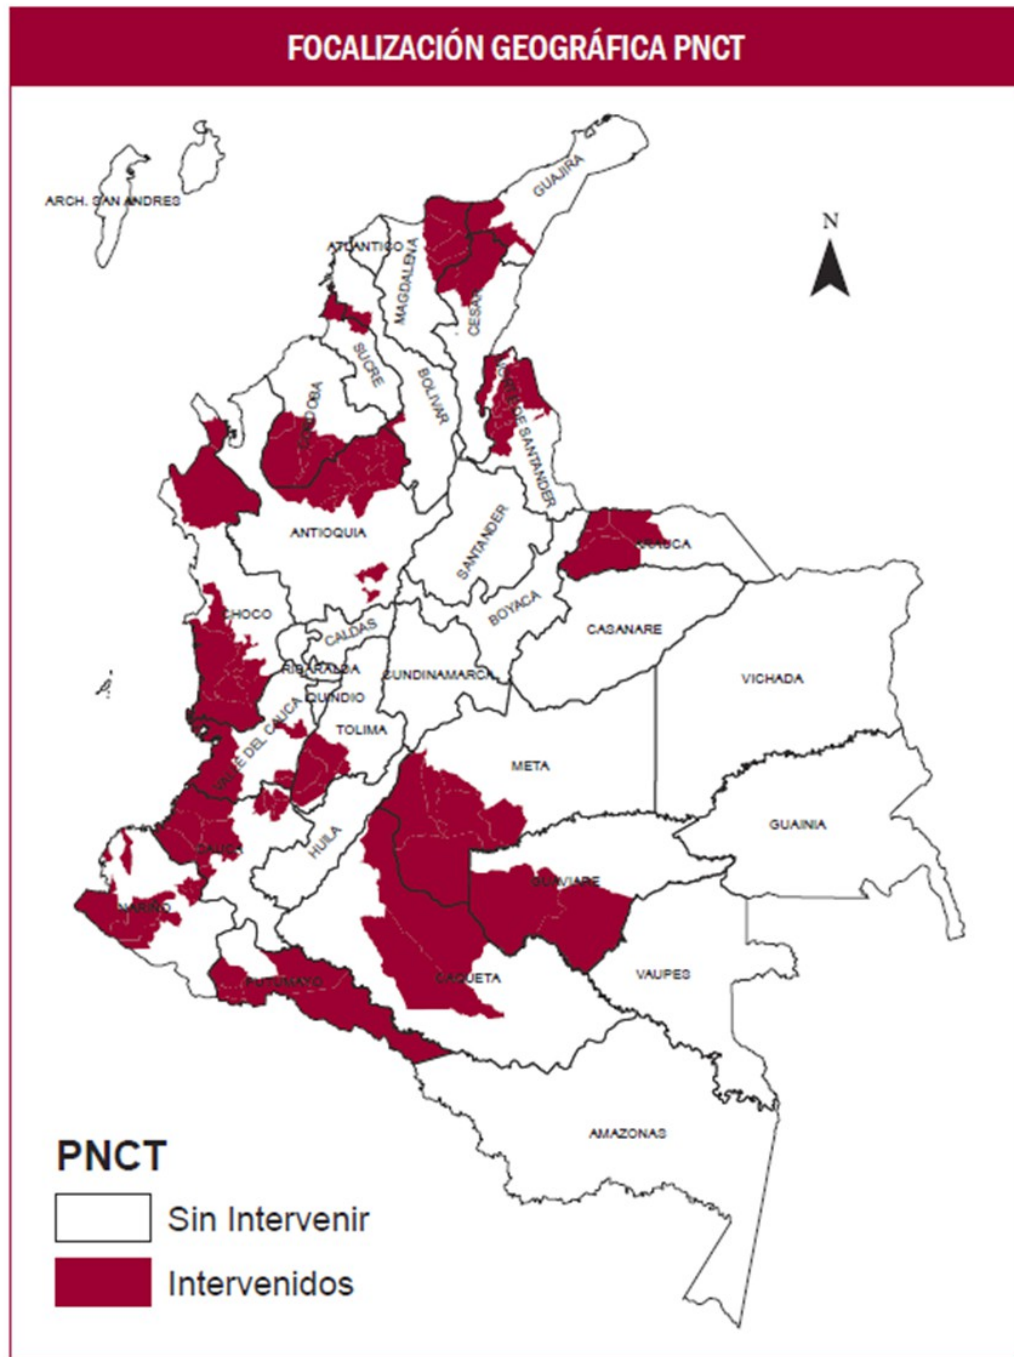 FOCALIZACIÓN GEOGRÁFICA PNCT
GUAJIRA
ARCH. SAN ANDRES
N
ATLANTICO
MAGDALENA
CESAR
SUCRE
BOLIVAR
CORDOBA
NORTE DE SANTANDER
ANTIOQUIA
SANTANDER
ARAUCA
CHOCO
BOYACA
CALDAS
CASANARE
RISARALDA
CUNDINAMARCA
VICHADA
QUINDIO
VALLE DEL CAUCA
TOLIMA
META
GUAINIA
HUILA
CAUCA
GUAVIARE
NARIÑO
PUTUMAYO
CAQUETA
VAUPES
AMAZONAS
PNCT
Sin Intervenir
Intervenidos